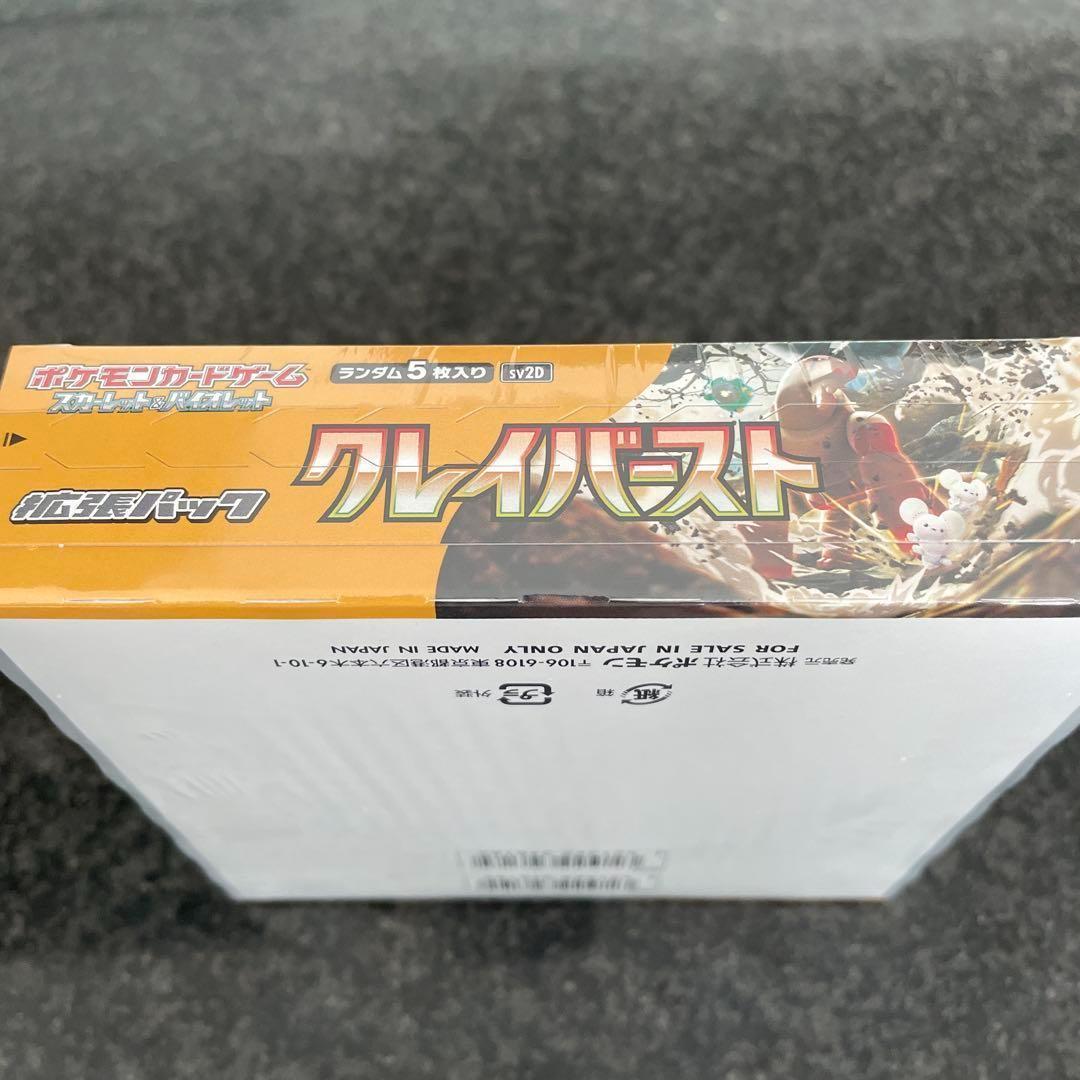 ポケモンカードゲーム
スカーレット&バイオレット
ランダム5枚入り
sv2D
拡張パック
クレイバースト
発売元 株式会社ポケモン 〒106-6108 東京都港区六本木6-10-1
FOR SALE IN JAPAN ONLY MADE IN JAPAN
紙 箱
プラ 外装